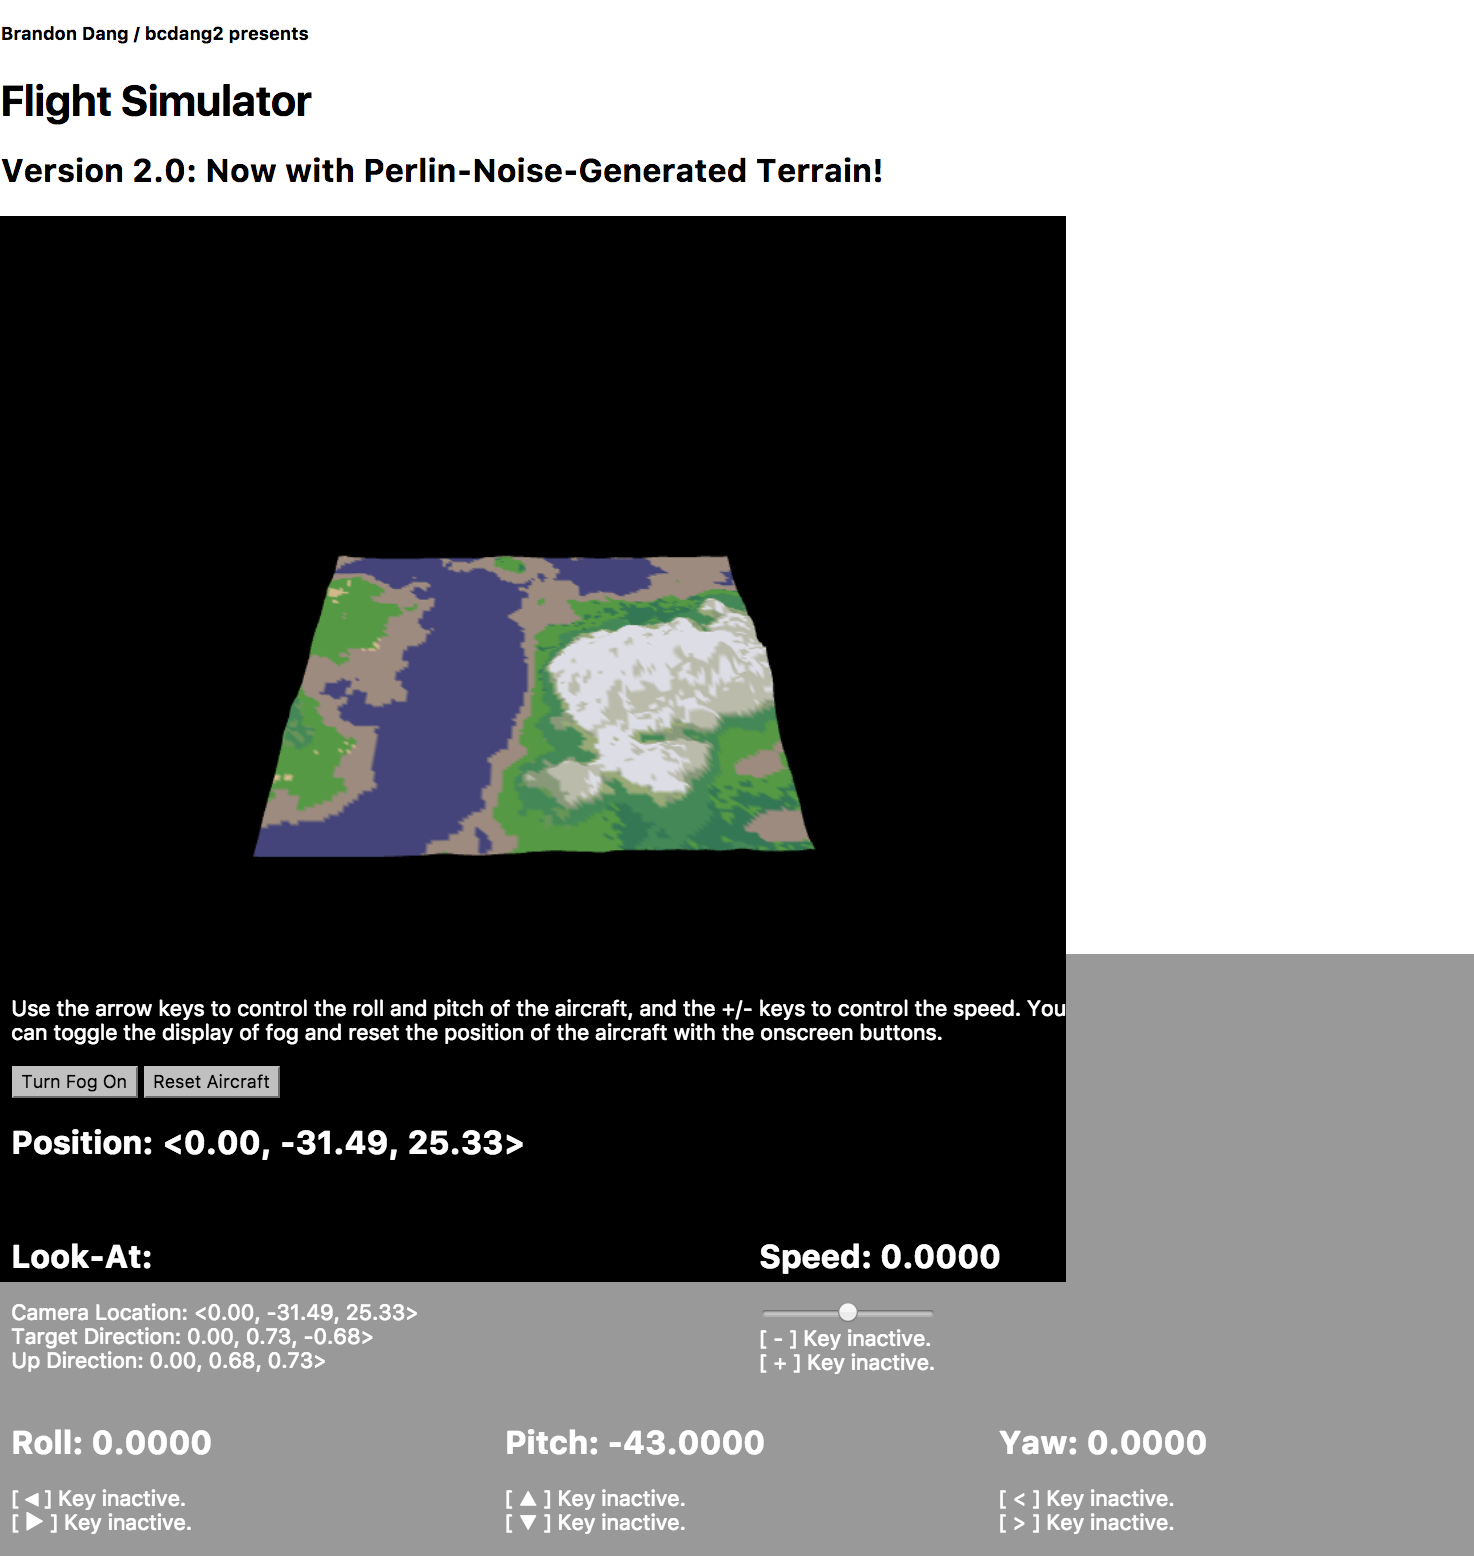 Brandon Dang / bcdang2 presents
Flight Simulator
Version 2.0: Now with Perlin-Noise-Generated Terrain!
Use the arrow keys to control the roll and pitch of the aircraft, and the +/- keys to control the speed. You
can toggle the display of fog and reset the position of the aircraft with the onscreen buttons.
Turn Fog On Reset Aircraft
Position: <0.00, -31.49, 25.33>
Look-At:
Camera Location: <0.00, -31.49, 25.33>
Target Direction: 0.00, 0.73, -0.68>
Up Direction: 0.00, 0.68, 0.73>
Speed: 0.0000
[ - ] Key inactive.
[ + ] Key inactive.
Roll: 0.0000
[ ◄ ] Key inactive.
[ ► ] Key inactive.
Pitch: -43.0000
[ ▲ ] Key inactive.
[ ▼ ] Key inactive.
Yaw: 0.0000
[ < ] Key inactive.
[ > ] Key inactive.